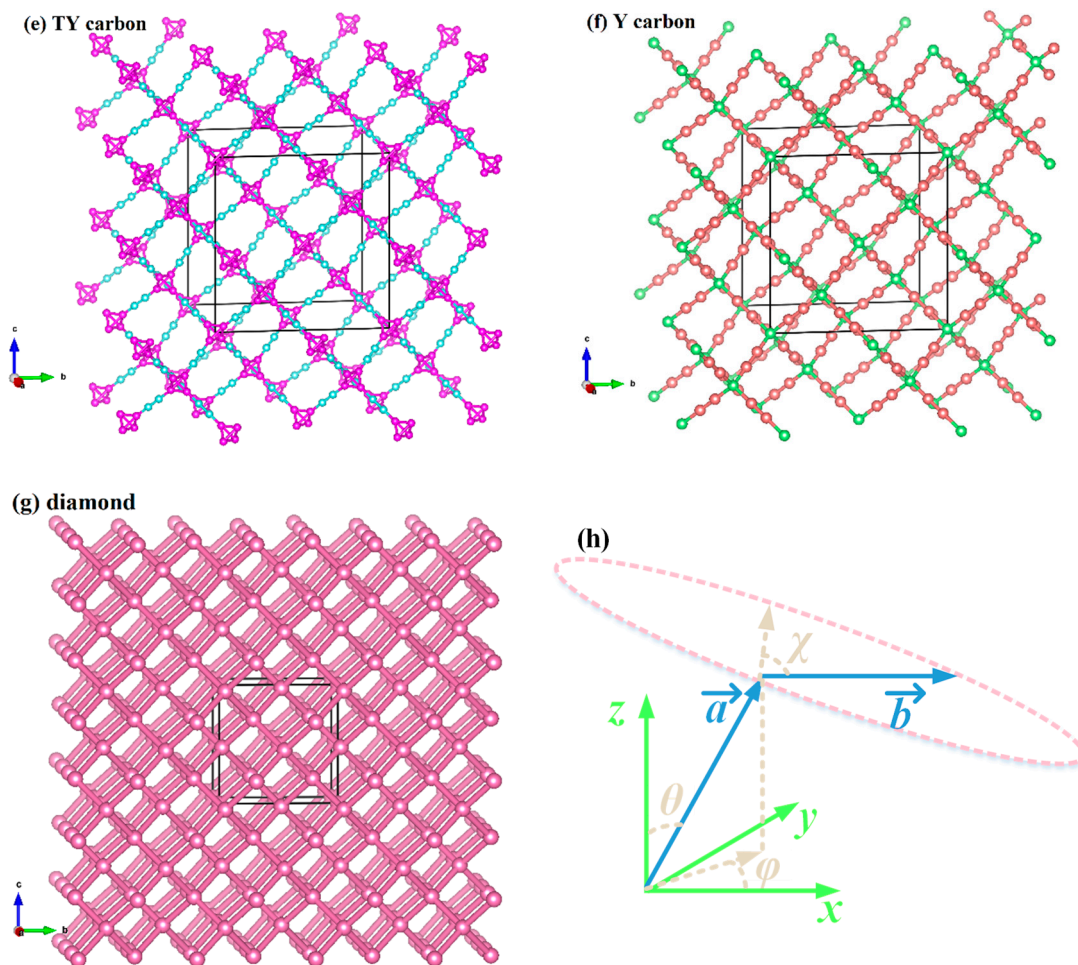 (e) TY carbon
(f) Y carbon
c
b
a
c
b
a
(g) diamond
c
b
a
(h)
χ
a
b
z
θ
y
φ
x